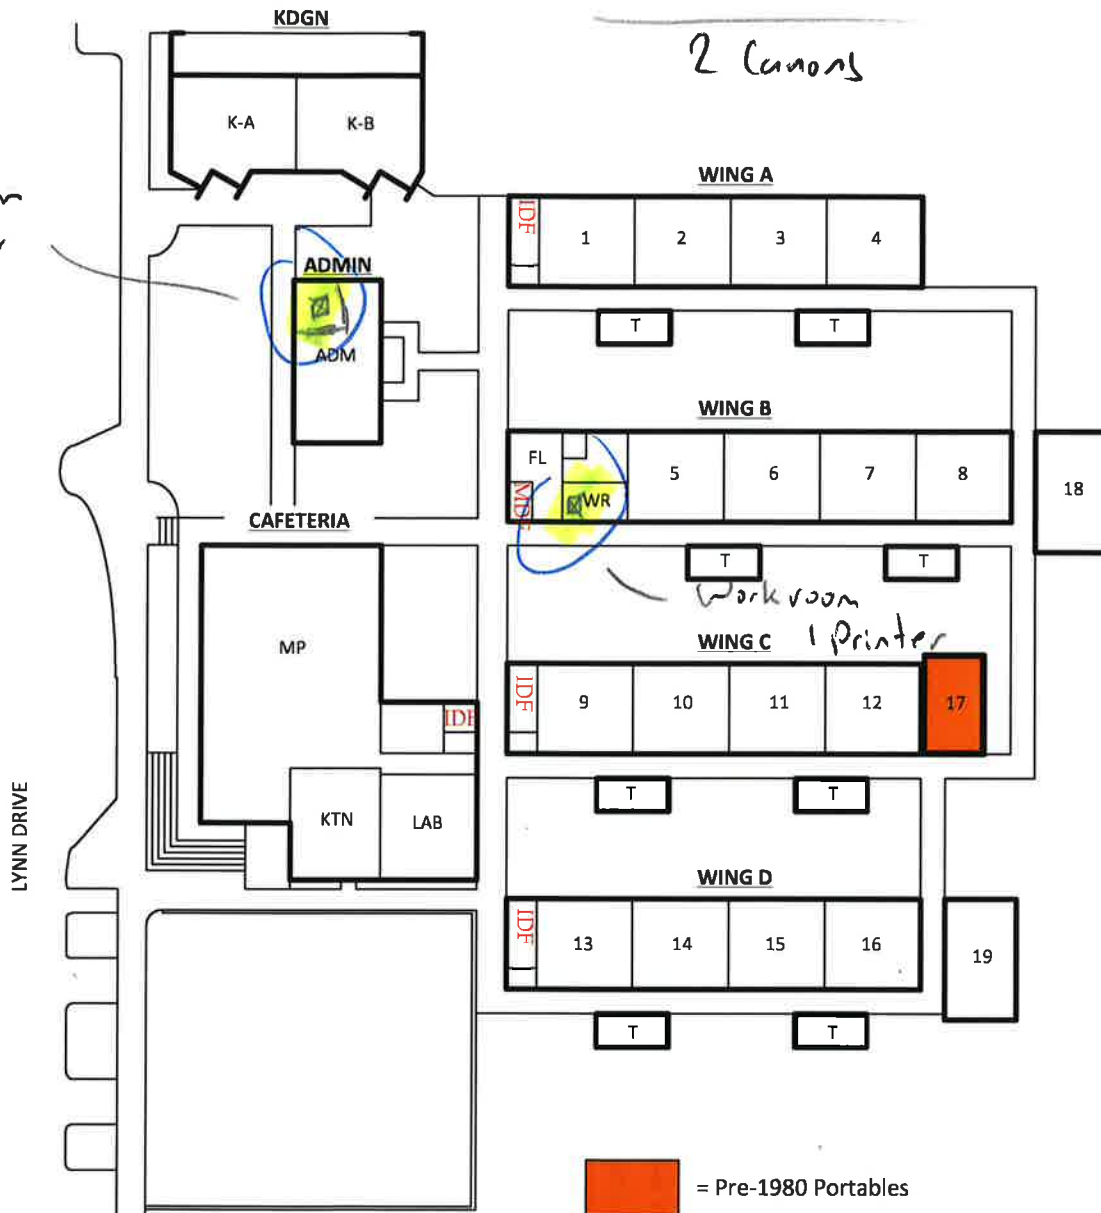 KDGN
2 Canons
K-A
K-B
WING A
IDF
1
2
3
4
ADMIN
ADM
T
T
WING B
FL
MDF
WR
5
6
7
8
18
CAFETERIA
T
T
Workroom
1 Printer
MP
WING C
IDF
9
10
11
12
17
IDF
KTN
LAB
T
T
LYNN DRIVE
WING D
IDF
13
14
15
16
19
T
T
= Pre-1980 Portables